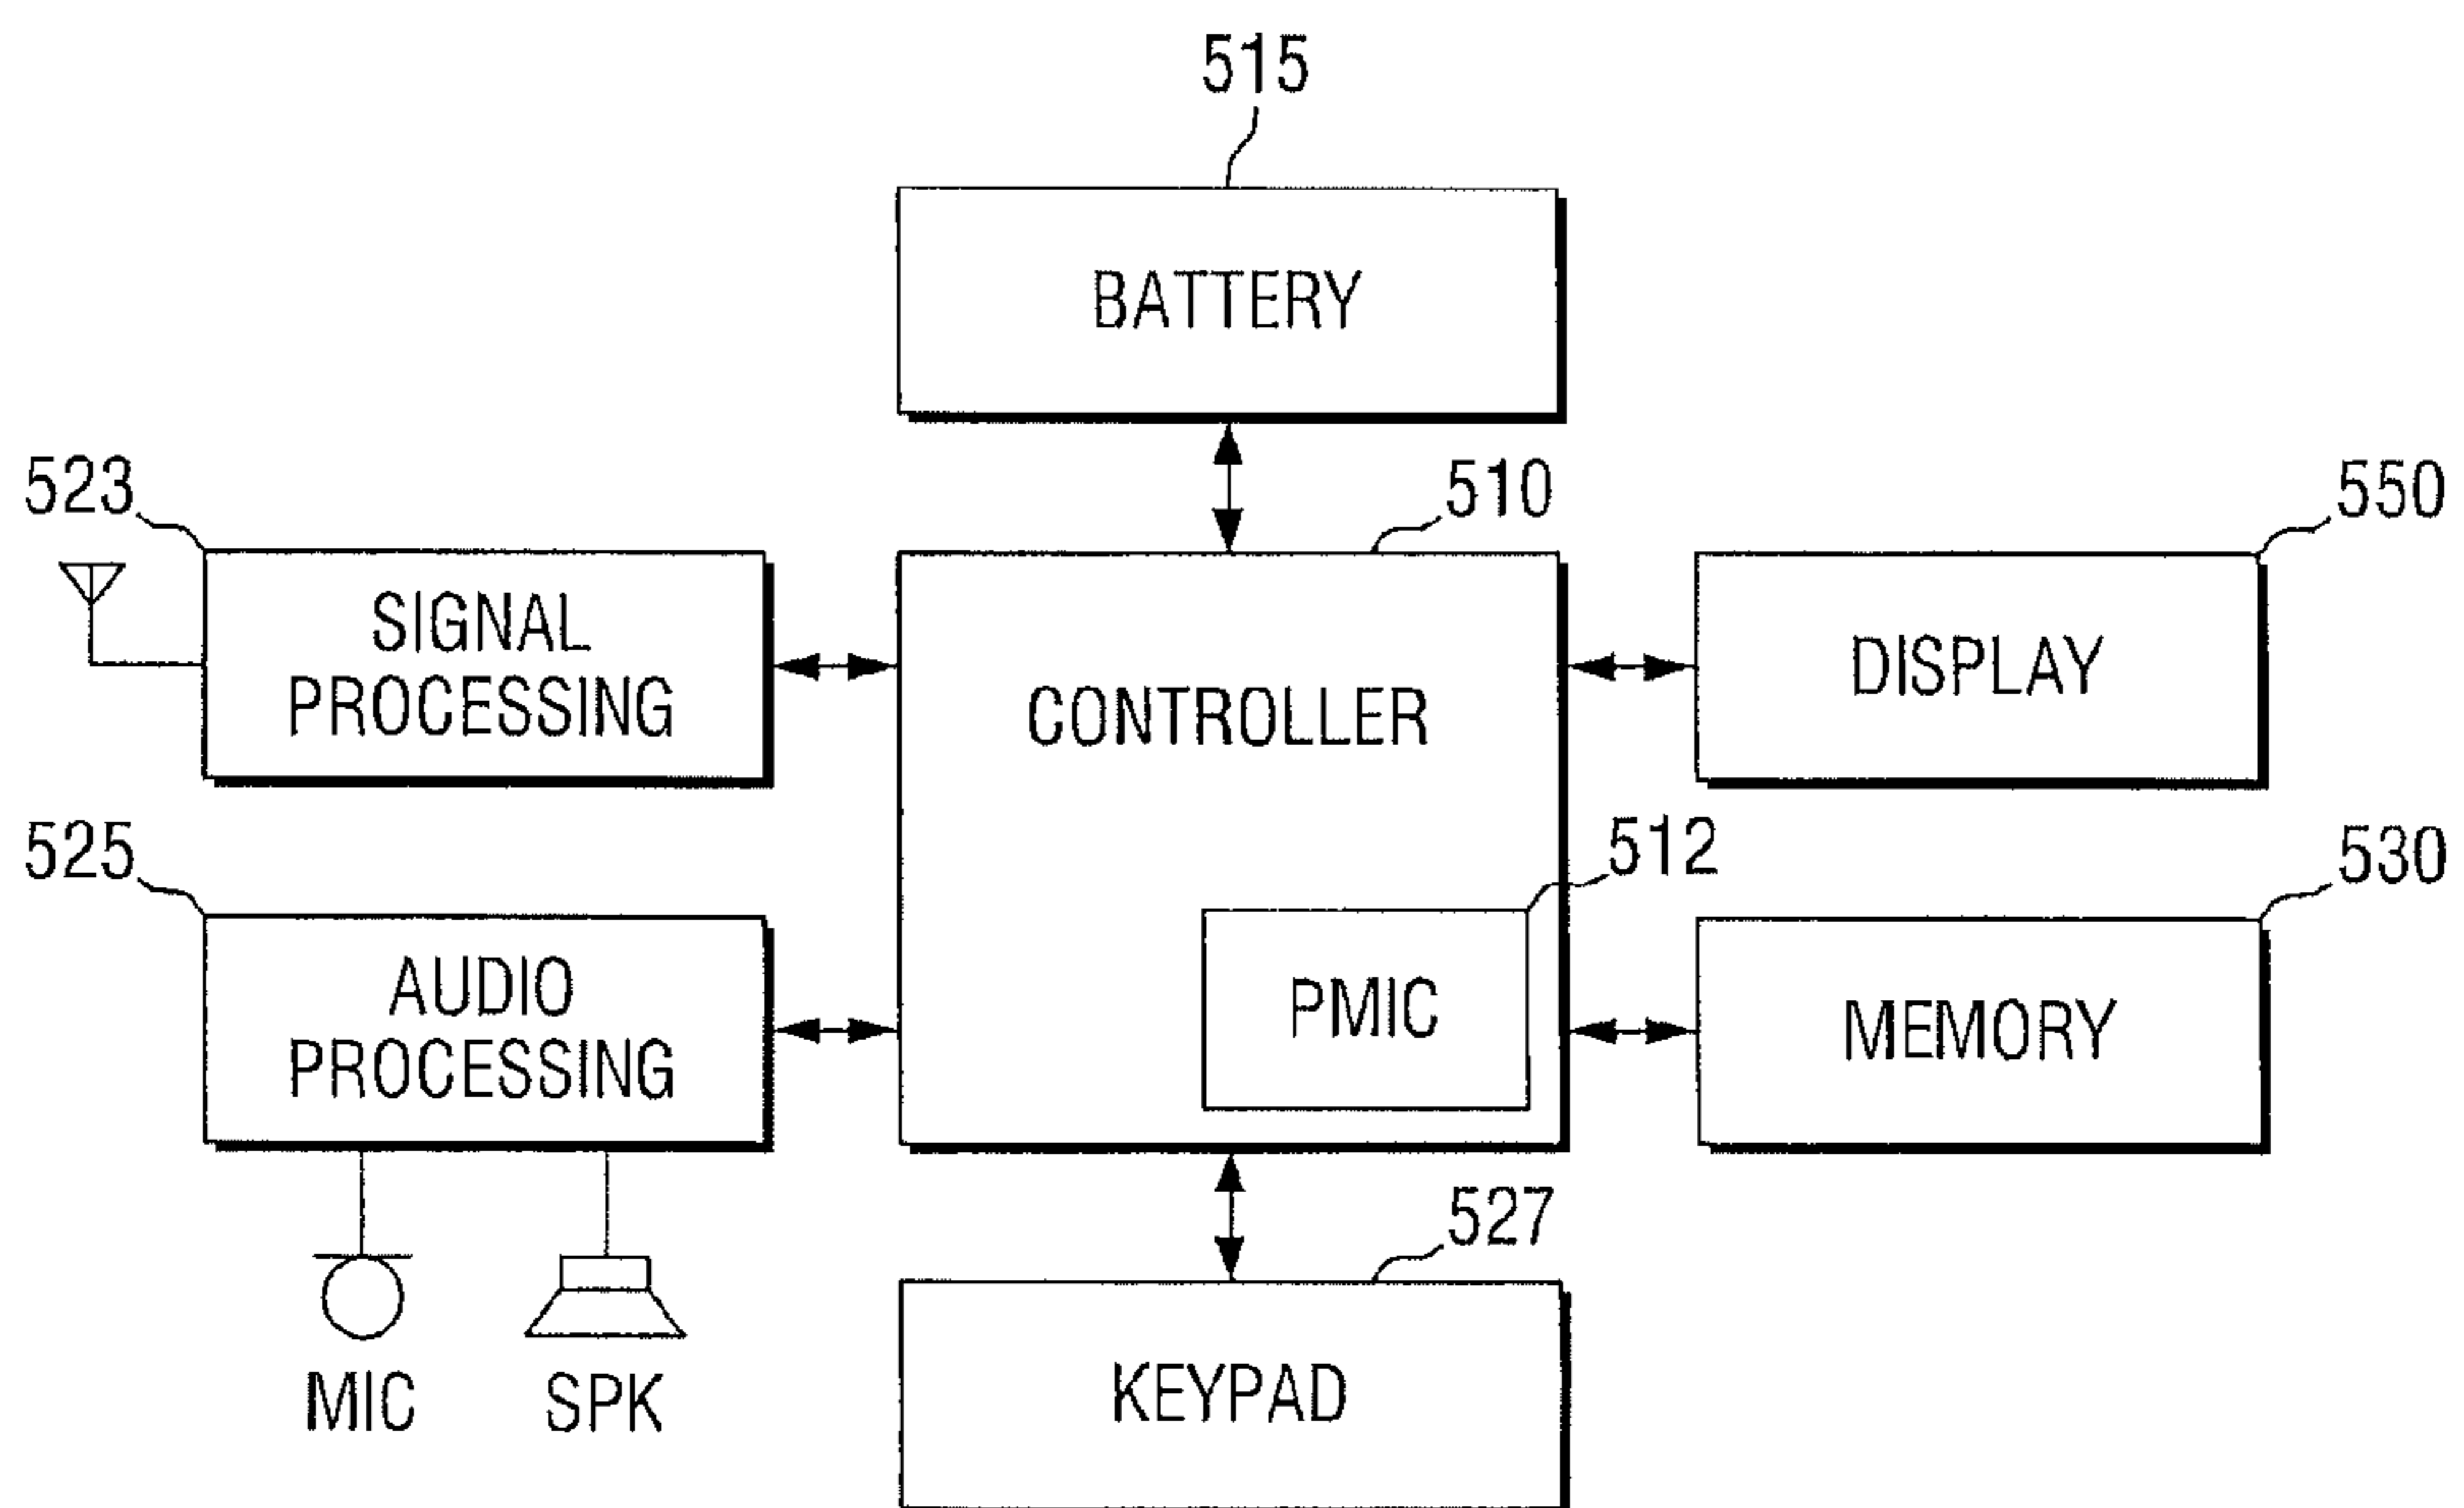 515
BATTERY
523
510
550
SIGNAL
PROCESSING
CONTROLLER
DISPLAY
525
512
530
AUDIO
PROCESSING
PMIC
MEMORY
527
MIC
SPK
KEYPAD